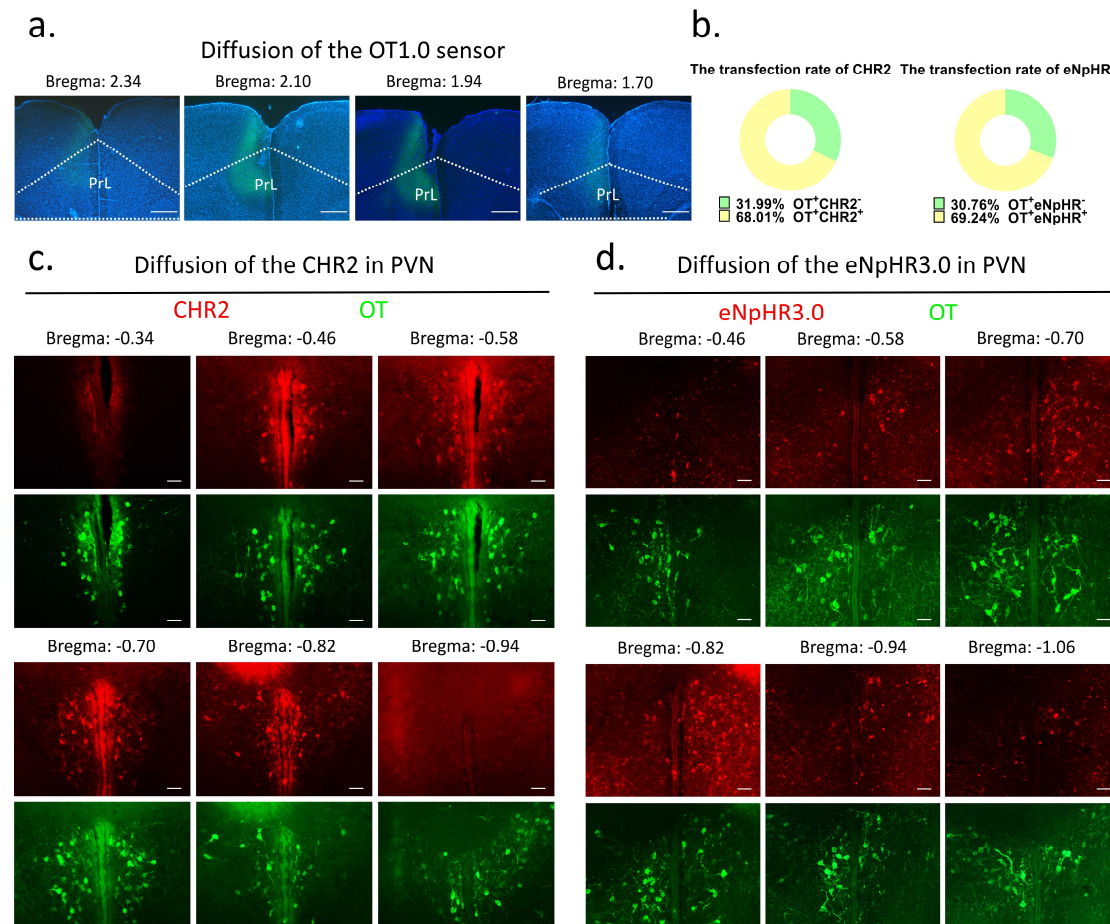 a.
Diffusion of the OT1.0 sensor
Bregma: 2.34
Bregma: 2.10
Bregma: 1.94
Bregma: 1.70
PrL
PrL
PrL
PrL
b.
The transfection rate of CHR2
The transfection rate of eNpHR
31.99% OT⁺CHR2⁻
68.01% OT⁺CHR2⁺
30.76% OT⁺eNpHR⁻
69.24% OT⁺eNpHR⁺
c.
Diffusion of the CHR2 in PVN
CHR2
OT
Bregma: -0.34
Bregma: -0.46
Bregma: -0.58
Bregma: -0.70
Bregma: -0.82
Bregma: -0.94
d.
Diffusion of the eNpHR3.0 in PVN
eNpHR3.0
OT
Bregma: -0.46
Bregma: -0.58
Bregma: -0.70
Bregma: -0.82
Bregma: -0.94
Bregma: -1.06